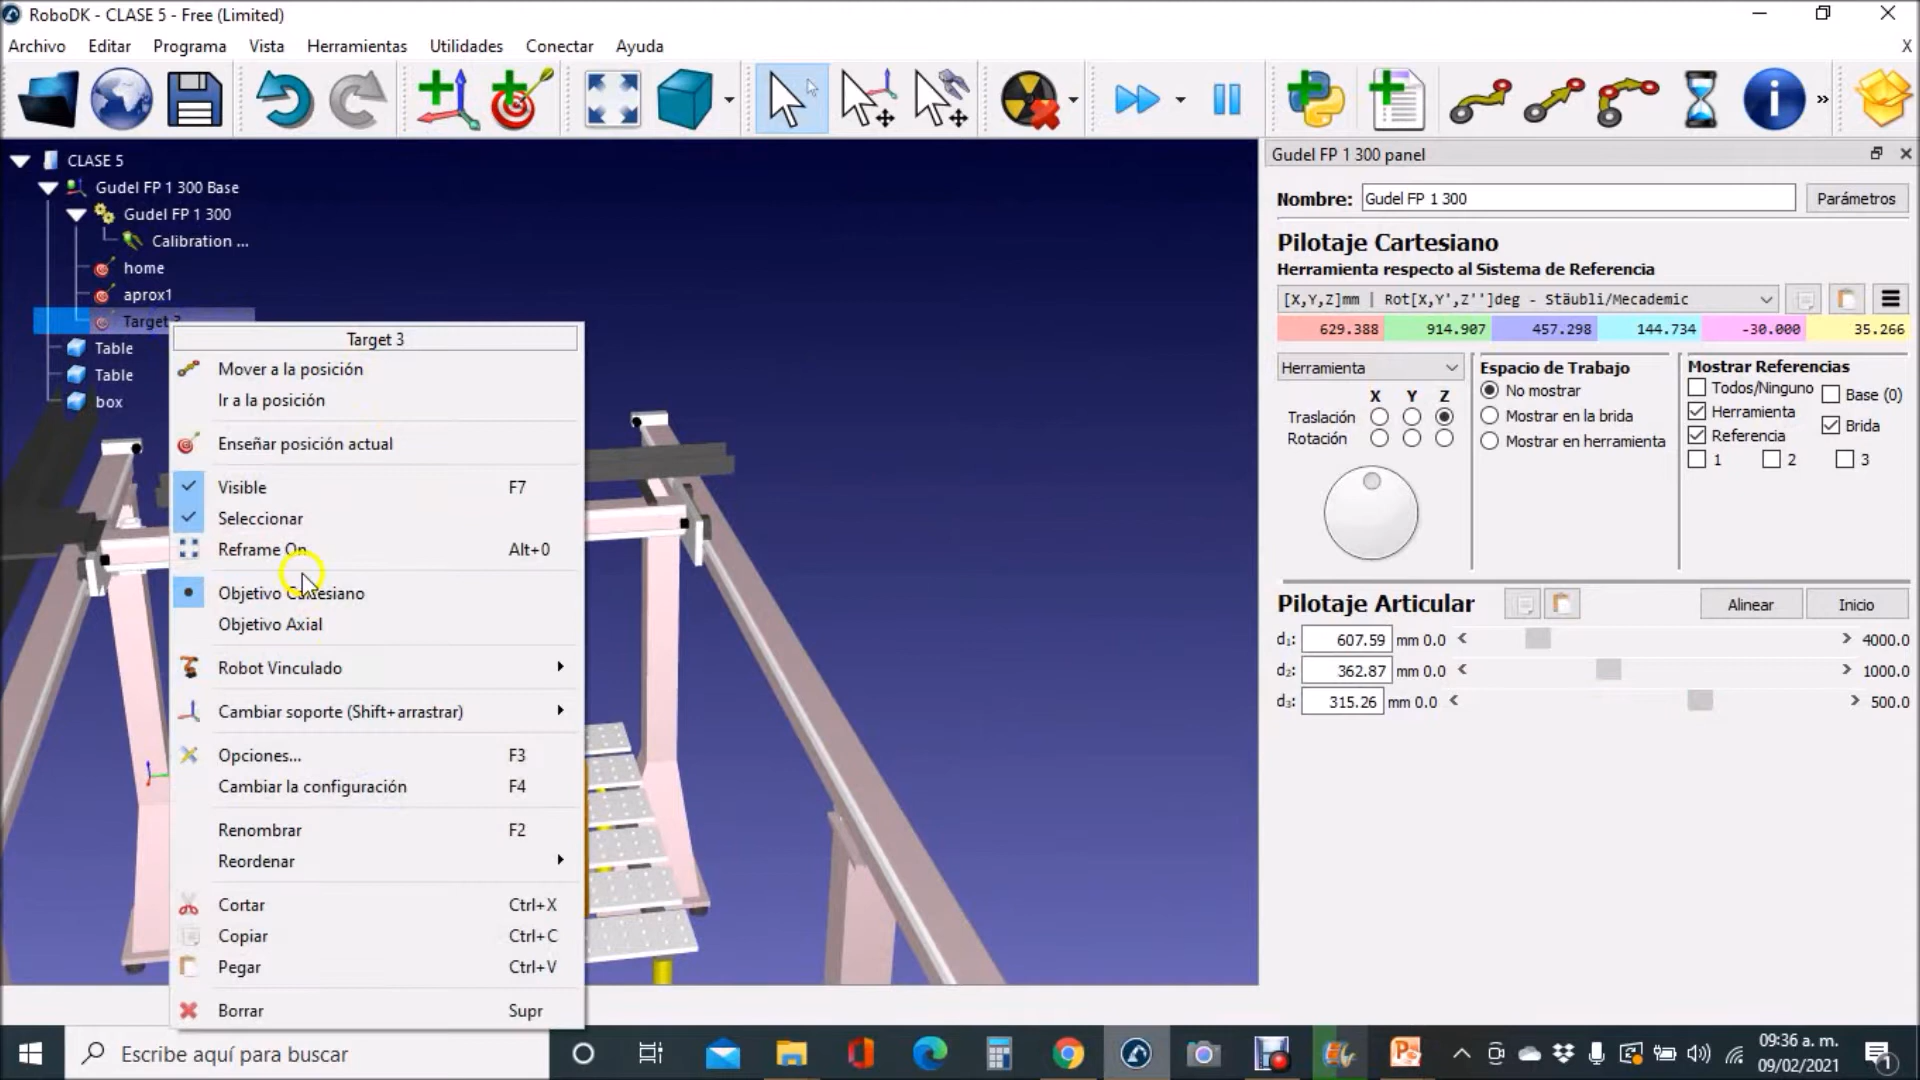 RoboDK - CLASE 5 - Free (Limited)
Archivo Editar Programa Vista Herramientas Utilidades Conectar Ayuda X
»
CLASE 5
Gudel FP 1 300 Base
Gudel FP 1 300
Calibration ...
home
aprox1
Target 3
Table
Table
box
Target 3
Mover a la posición
Ir a la posición
Enseñar posición actual
Visible F7
Seleccionar
Reframe On Alt+0
Objetivo Cartesiano
Objetivo Axial
Robot Vinculado
Cambiar soporte (Shift+arrastrar)
Opciones... F3
Cambiar la configuración F4
Renombrar F2
Reordenar
Cortar Ctrl+X
Copiar Ctrl+C
Pegar Ctrl+V
Borrar Supr
Gudel FP 1 300 panel
Nombre: Gudel FP 1 300 Parámetros
Pilotaje Cartesiano
Herramienta respecto al Sistema de Referencia
[X,Y,Z]mm | Rot[X,Y',Z'']deg - Stäubli/Mecademic
629.388 914.907 457.298 144.734 -30.000 35.266
Herramienta
X Y Z
Traslación
Rotación
Espacio de Trabajo
No mostrar
Mostrar en la brida
Mostrar en herramienta
Mostrar Referencias
Todos/Ninguno Base (0)
Herramienta
Brida
Referencia
1 2 3
Pilotaje Articular Alinear Inicio
d₁: 607.59 mm 0.0 < > 4000.0
d₂: 362.87 mm 0.0 < > 1000.0
d₃: 315.26 mm 0.0 < > 500.0
Escribe aquí para buscar
09:36 a. m.
09/02/2021
1